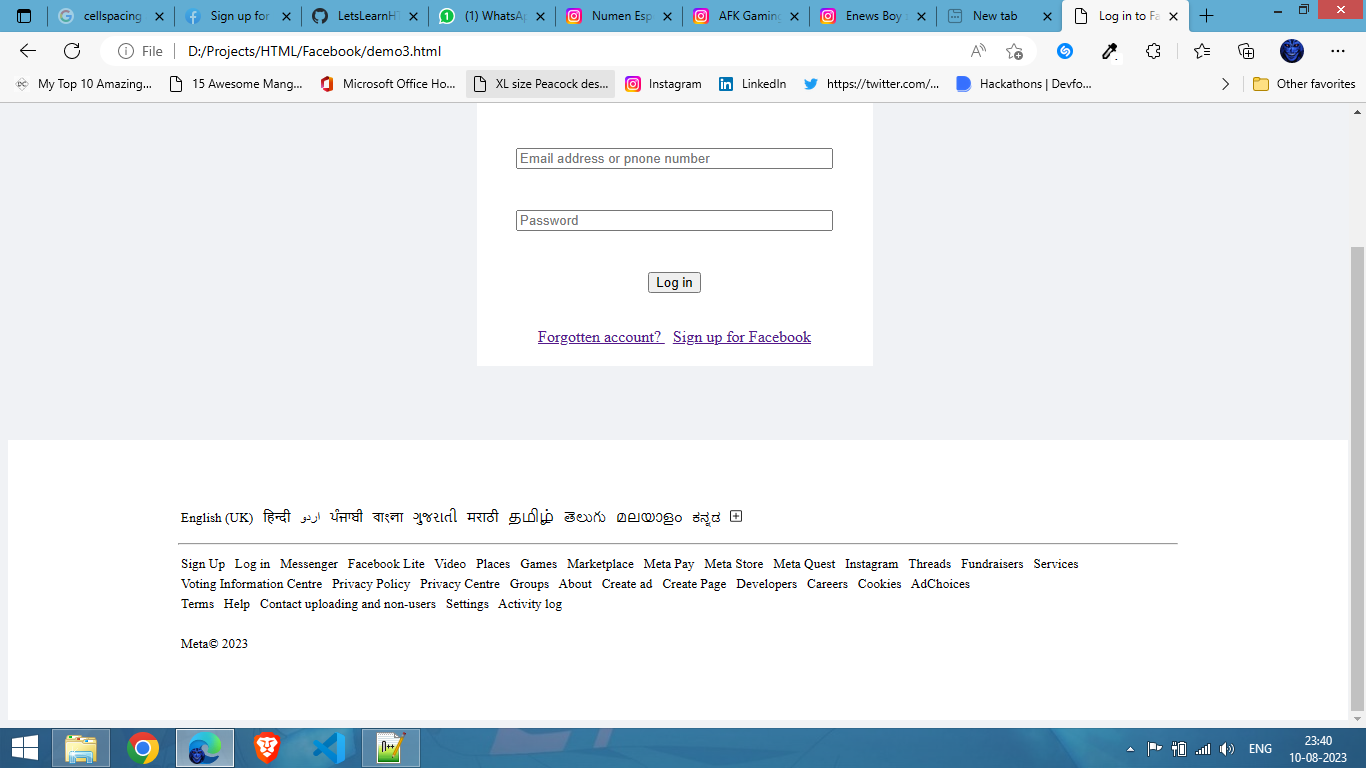 cellspacing
Sign up for
LetsLearnHT
(1) WhatsAp
Numen Esp
AFK Gaming
Enews Boy
New tab
Log in to Fa
File
D:/Projects/HTML/Facebook/demo3.html
My Top 10 Amazing...
15 Awesome Mang...
Microsoft Office Ho...
XL size Peacock des...
Instagram
LinkedIn
https://twitter.com/...
Hackathons | Devfo...
Other favorites
Email address or pnone number
Password
Log in
Forgotten account? Sign up for Facebook
English (UK) हिन्दी اردو ਪੰਜਾਬੀ বাংলা ગુજરાતી मराठी தமிழ் తెలుగు മലയാളം ಕನ್ನಡ
Sign Up Log in Messenger Facebook Lite Video Places Games Marketplace Meta Pay Meta Store Meta Quest Instagram Threads Fundraisers Services
Voting Information Centre Privacy Policy Privacy Centre Groups About Create ad Create Page Developers Careers Cookies AdChoices
Terms Help Contact uploading and non-users Settings Activity log
Meta© 2023
ENG
23:40
10-08-2023